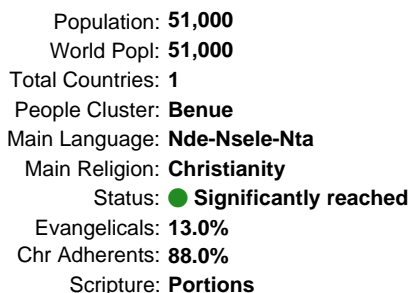 Population: 51,000
World Popl: 51,000
Total Countries: 1
People Cluster: Benue
Main Language: Nde-Nsele-Nta
Main Religion: Christianity
Status: Significantly reached
Evangelicals: 13.0%
Chr Adherents: 88.0%
Scripture: Portions